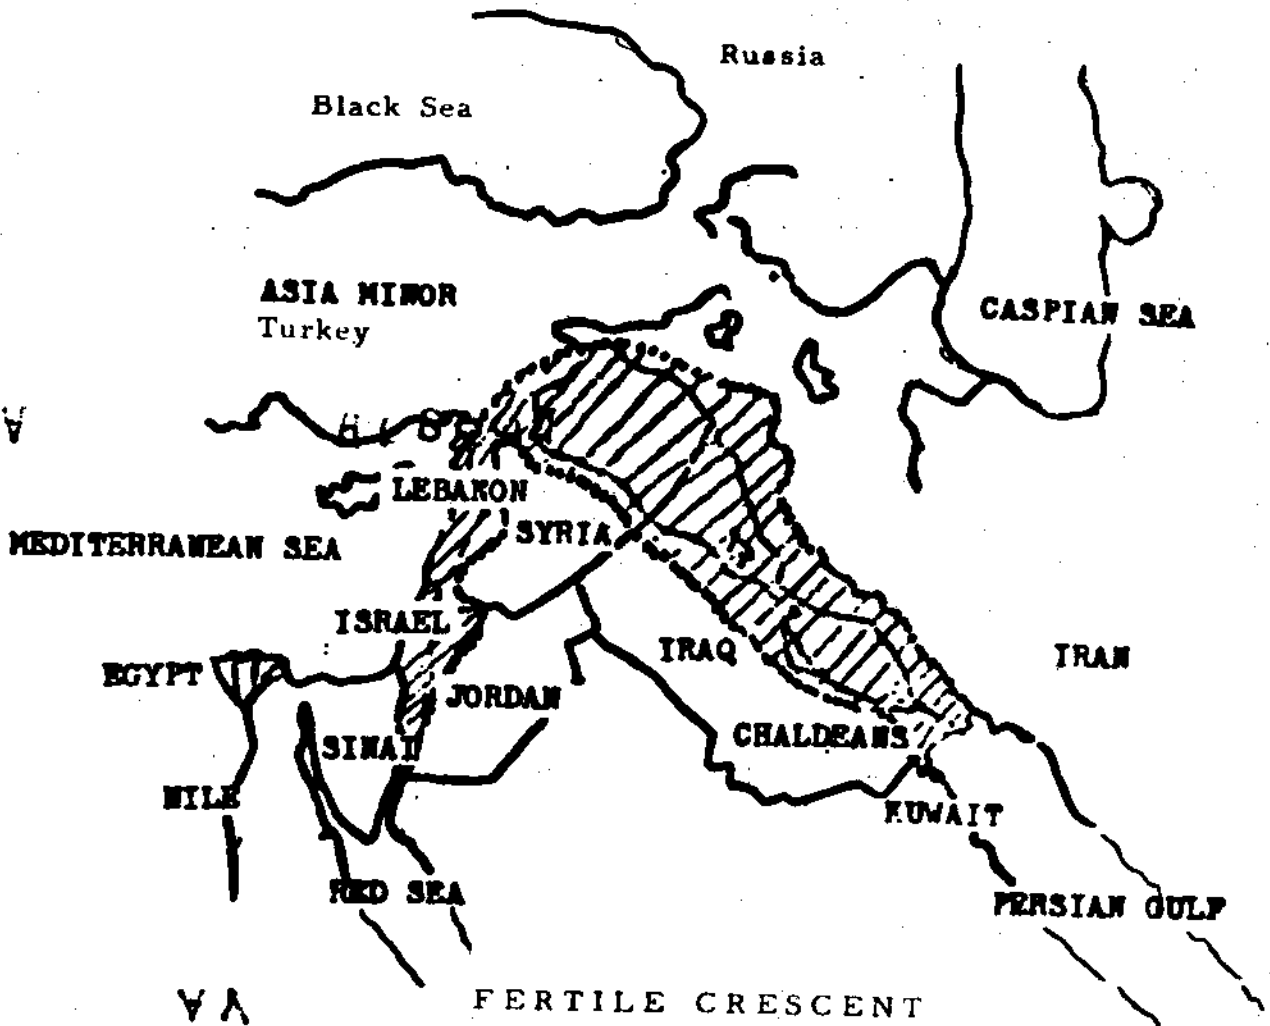 Russia
Black Sea
ASIA MINOR
Turkey
CASPIAN SEA
LEBANON
SYRIA
MEDITERRANEAN SEA
ISRAEL
IRAQ
IRAN
EGYPT
JORDAN
SINAI
CHALDEANS
NILE
KUWAIT
RED SEA
PERSIAN GULF
FERTILE CRESCENT